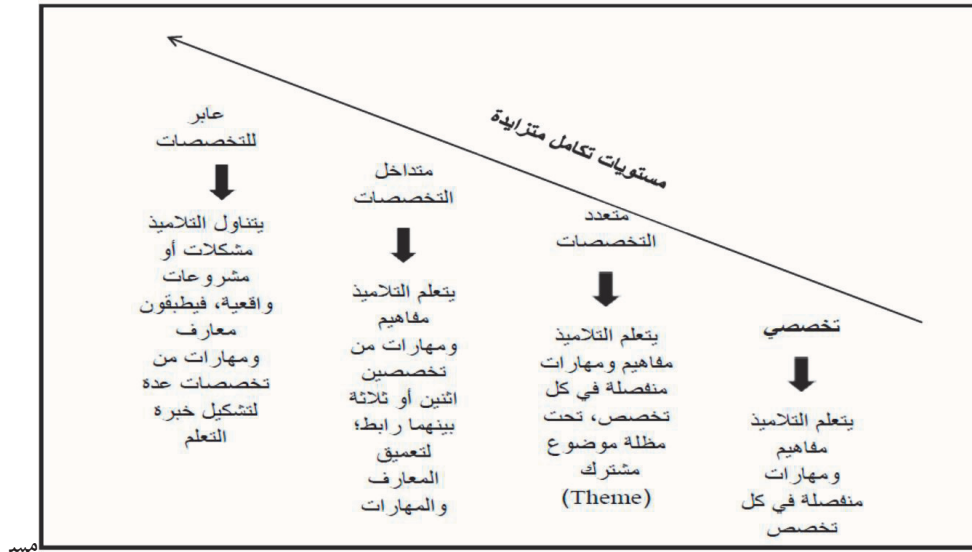 مستويات تكامل متزايدة
تخصصي
يتعلم التلاميذ
مفاهيم
ومهارات
منفصلة في كل
تخصص
متعدد
التخصصات
يتعلم التلاميذ
مفاهيم ومهارات
منفصلة في كل
تخصص، تحت
مظلة موضوع
مشترك
(Theme)
متداخل
التخصصات
يتعلم التلاميذ
مفاهيم
ومهارات من
تخصصين
اثنين أو ثلاثة
بينهما رابط؛
لتعميق
المعارف
والمهارات
عابر
للتخصصات
يتناول التلاميذ
مشكلات أو
مشروعات
واقعية، فيطبقون
معارف
ومهارات من
تخصصات عدة
لتشكيل خبرة
التعلم